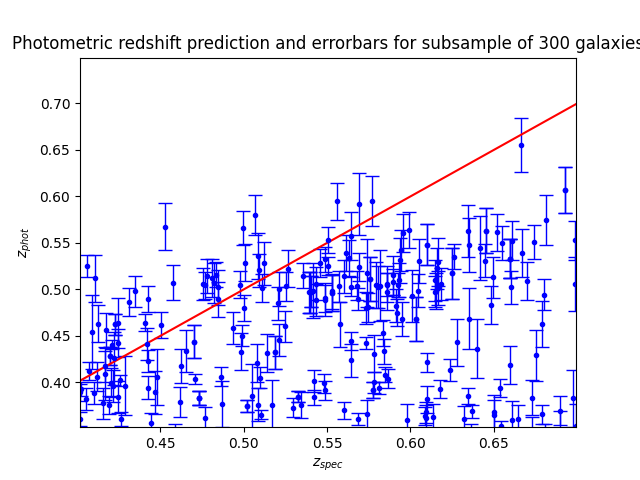 Photometric redshift prediction and errorbars for subsample of 300 galaxies
0.70
0.65
0.60
0.55
0.50
0.45
0.40
z_phot
0.45 0.50 0.55 0.60 0.65
z_spec